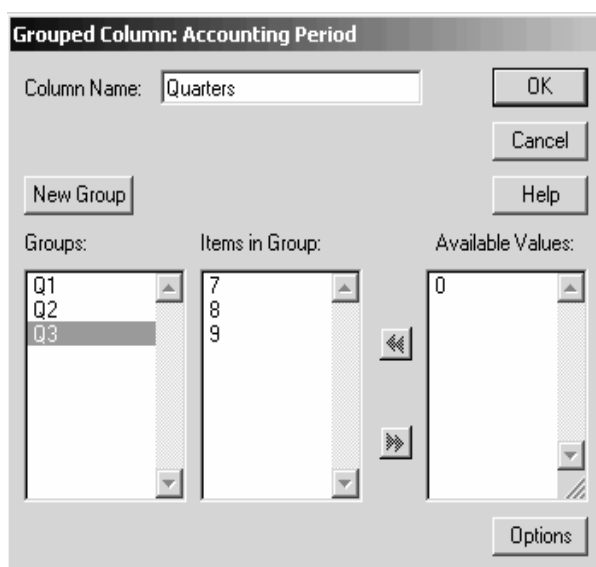 Grouped Column: Accounting Period
Column Name: Quarters OK
Cancel
New Group Help
Groups: Items in Group: Available Values:
Q1 7 0
Q2 8
Q3 9
Options